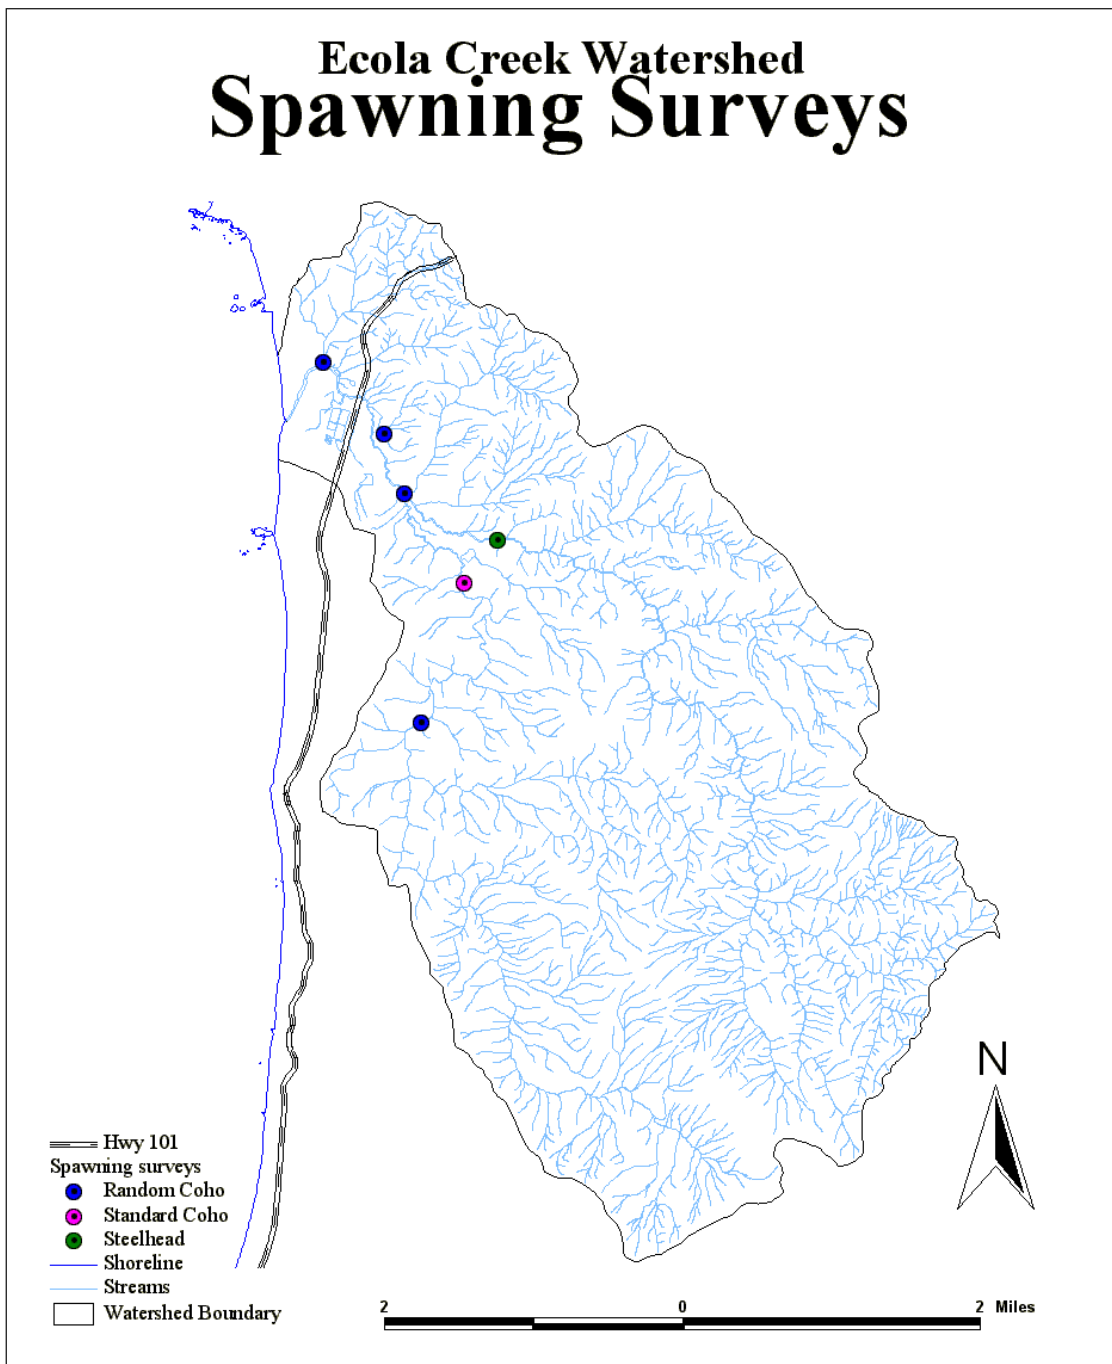 Ecola Creek Watershed
Spawning Surveys
N
Hwy 101
Spawning surveys
Random Coho
Standard Coho
Steelhead
Shoreline
Streams
Watershed Boundary
2 0 2 Miles